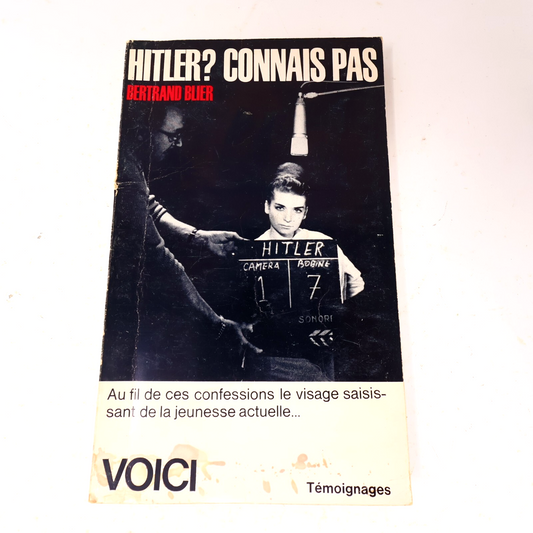 HITLER? CONNAIS PAS
BERTRAND BLIER
HITLER
CAMERA BOBINE
1 7
SONORE
Au fil de ces confessions le visage saisis-
sant de la jeunesse actuelle...
VOICI
Témoignages